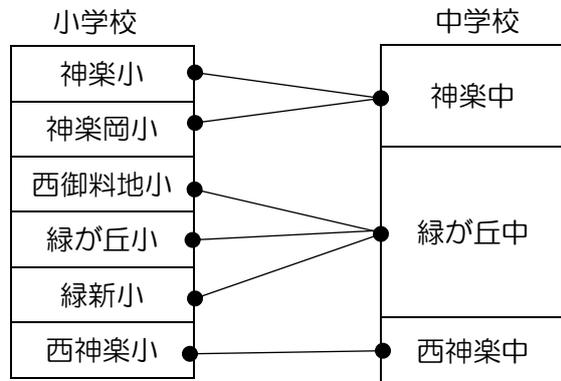 小学校
神楽小
神楽岡小
西御料地小
緑が丘小
緑新小
西神楽小
中学校
神楽中
緑が丘中
西神楽中